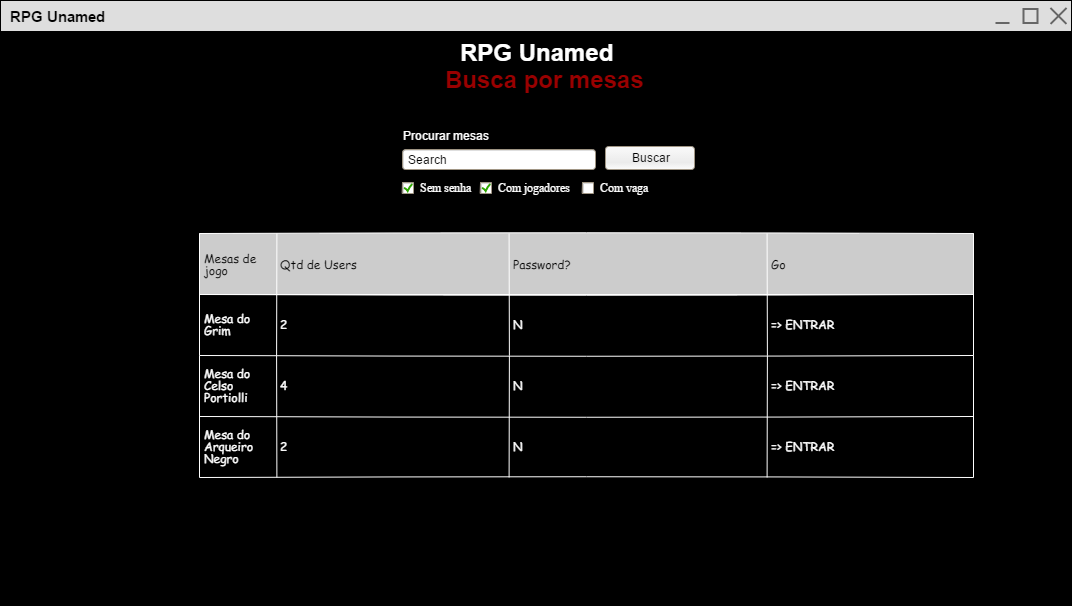 RPG Unamed
RPG Unamed
Busca por mesas
Procurar mesas
Search
Buscar
Sem senha Com jogadores Com vaga
Mesas de
jogo
Qtd de Users
Password?
Go
Mesa do
Grim
2
N
=> ENTRAR
Mesa do
Celso
Portiolli
4
N
=> ENTRAR
Mesa do
Arqueiro
Negro
2
N
=> ENTRAR